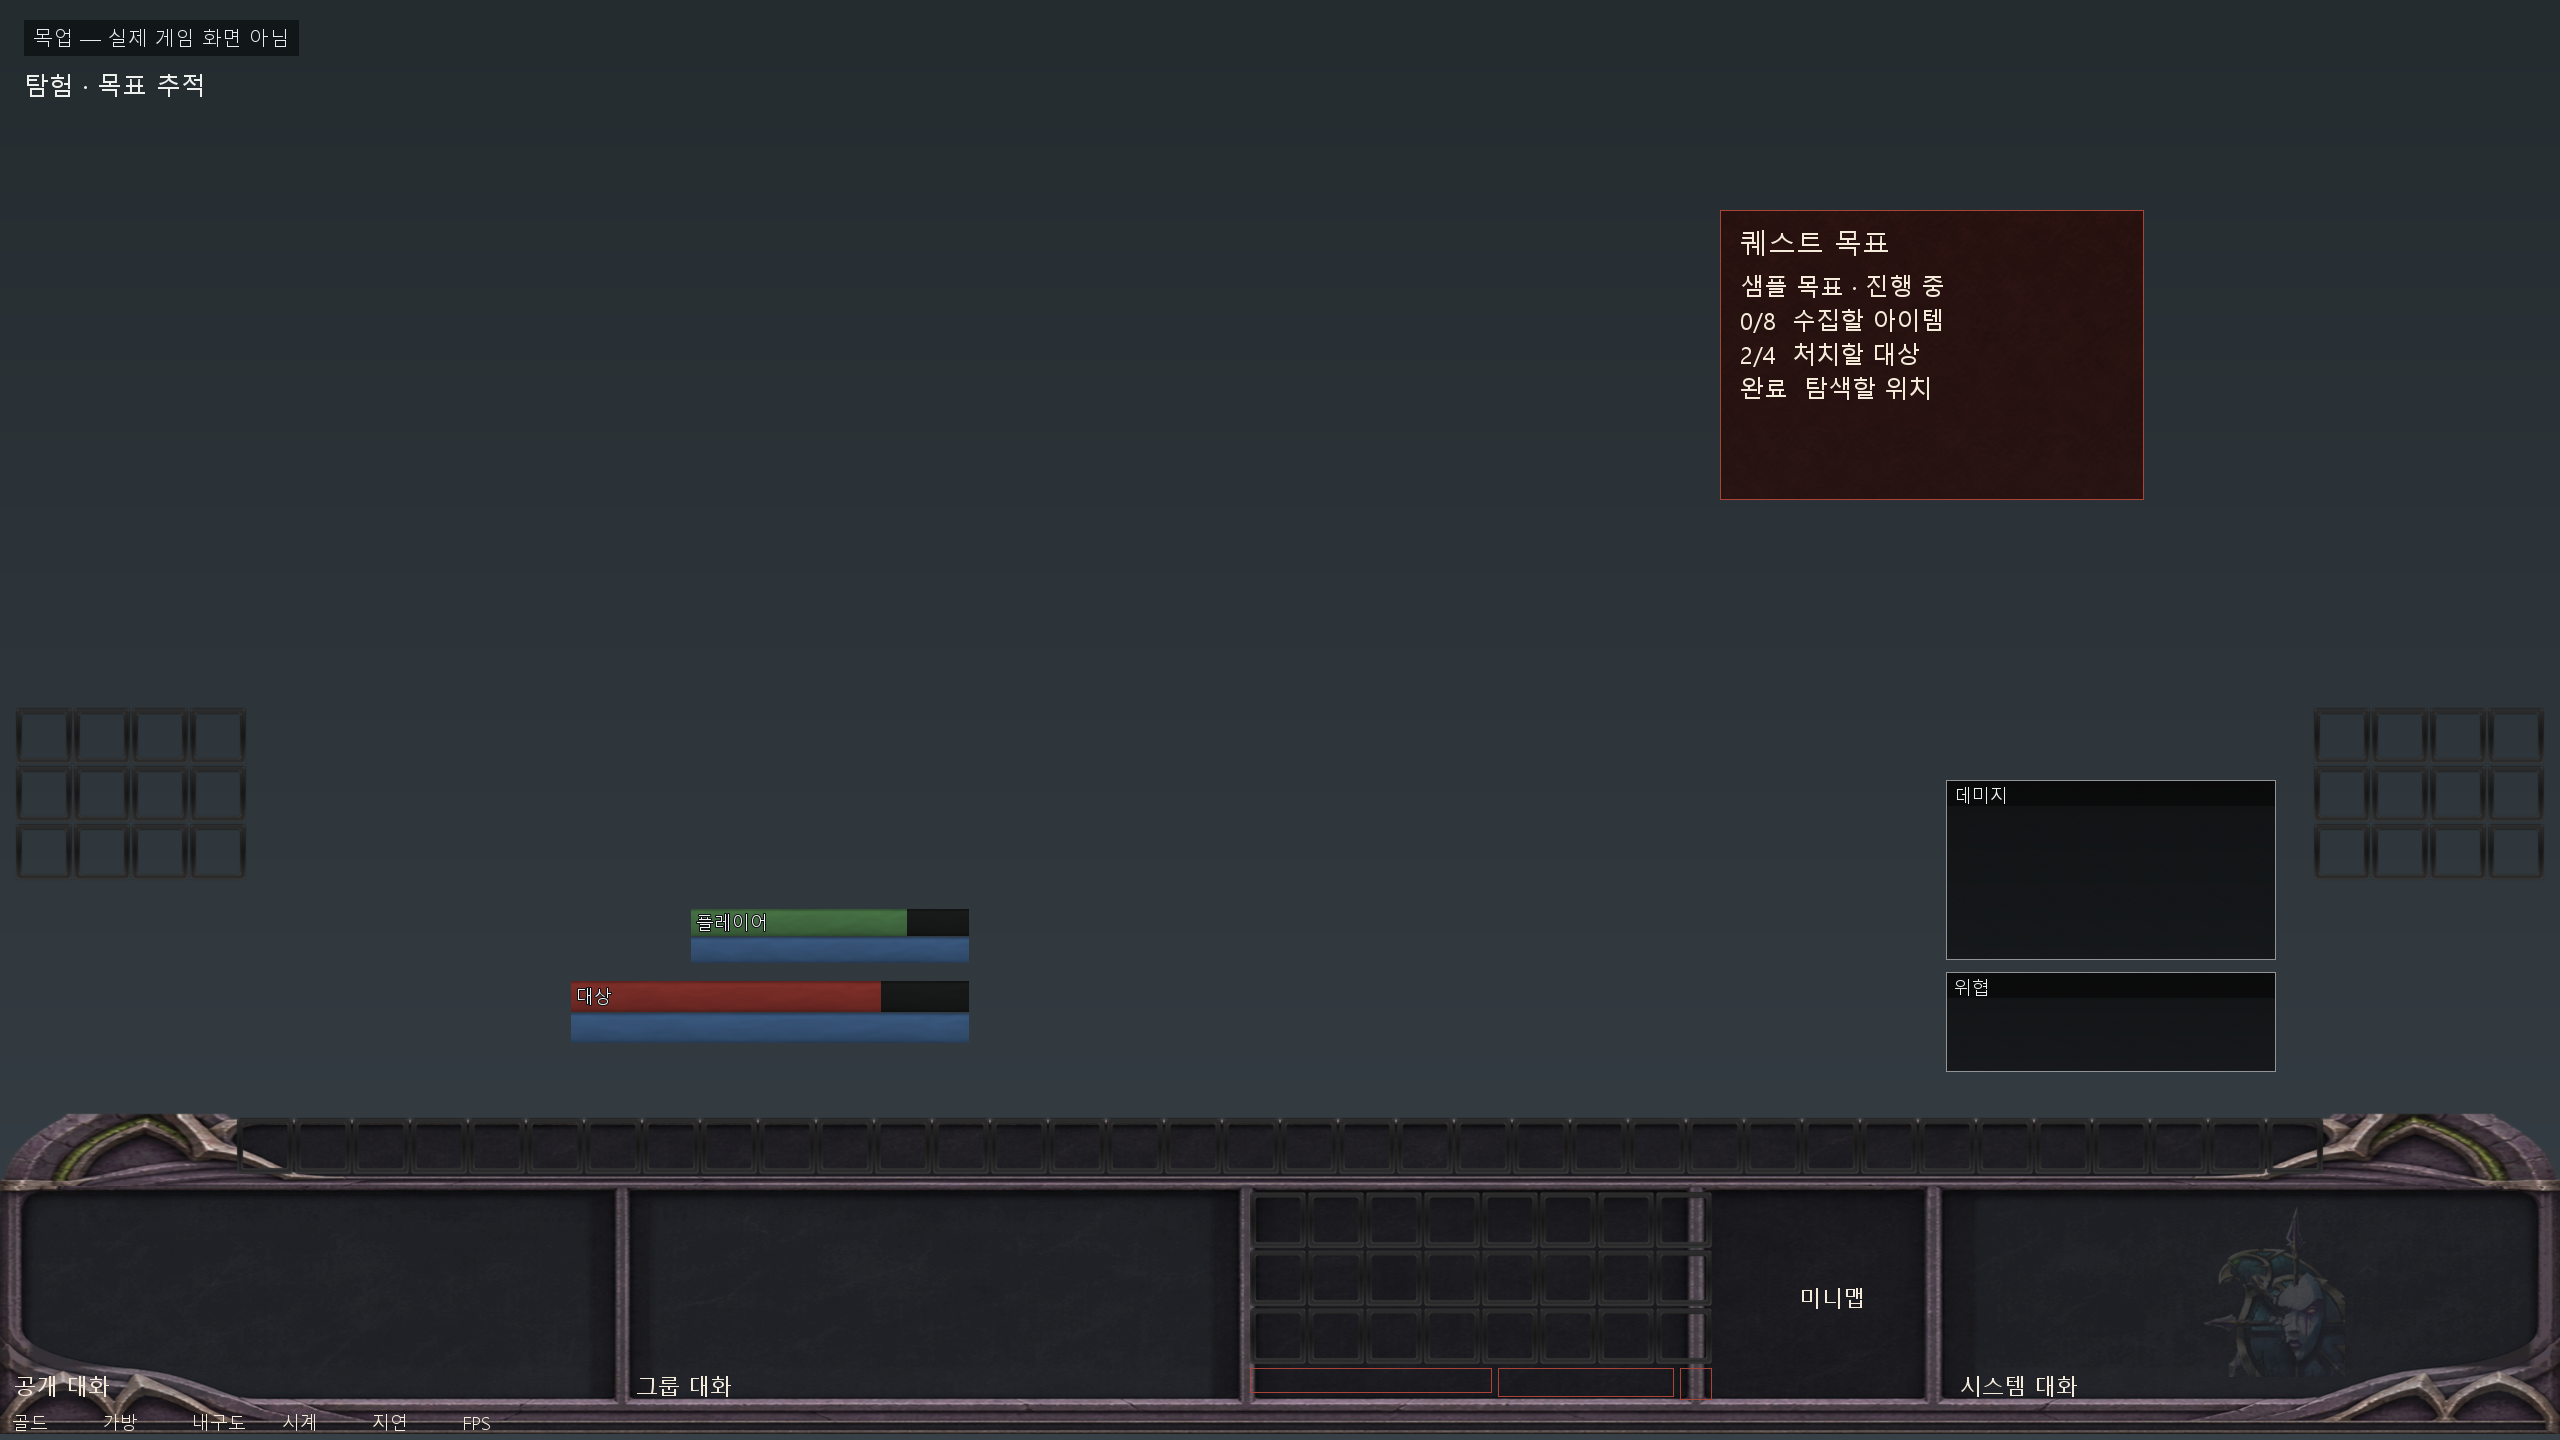 목업 — 실제 게임 화면 아님
탐험 · 목표 추적
퀘스트 목표
샘플 목표 · 진행 중
0/8 수집할 아이템
2/4 처치할 대상
완료 탐색할 위치
데미지
플레이어
위협
대상
미니맵
공개 대화
그룹 대화
시스템 대화
골드 가방 내구도 시계 지연 FPS